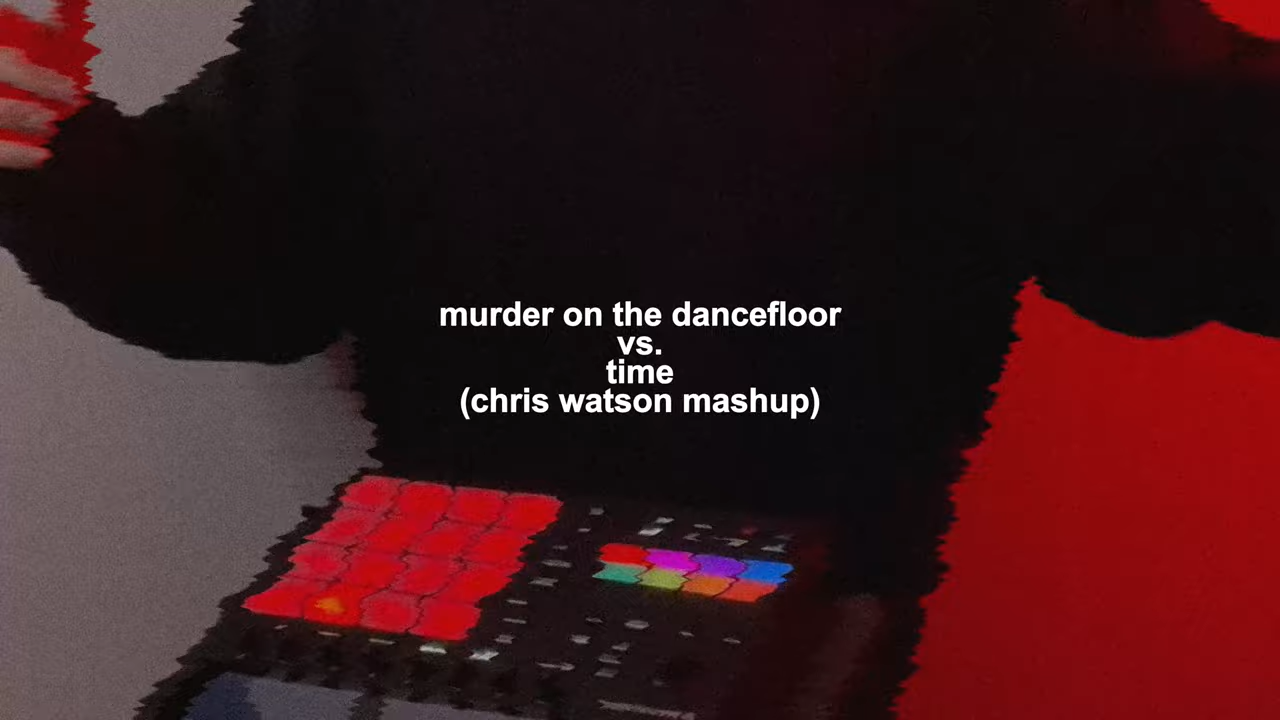 murder on the dancefloor
vs.
time
(chris watson mashup)